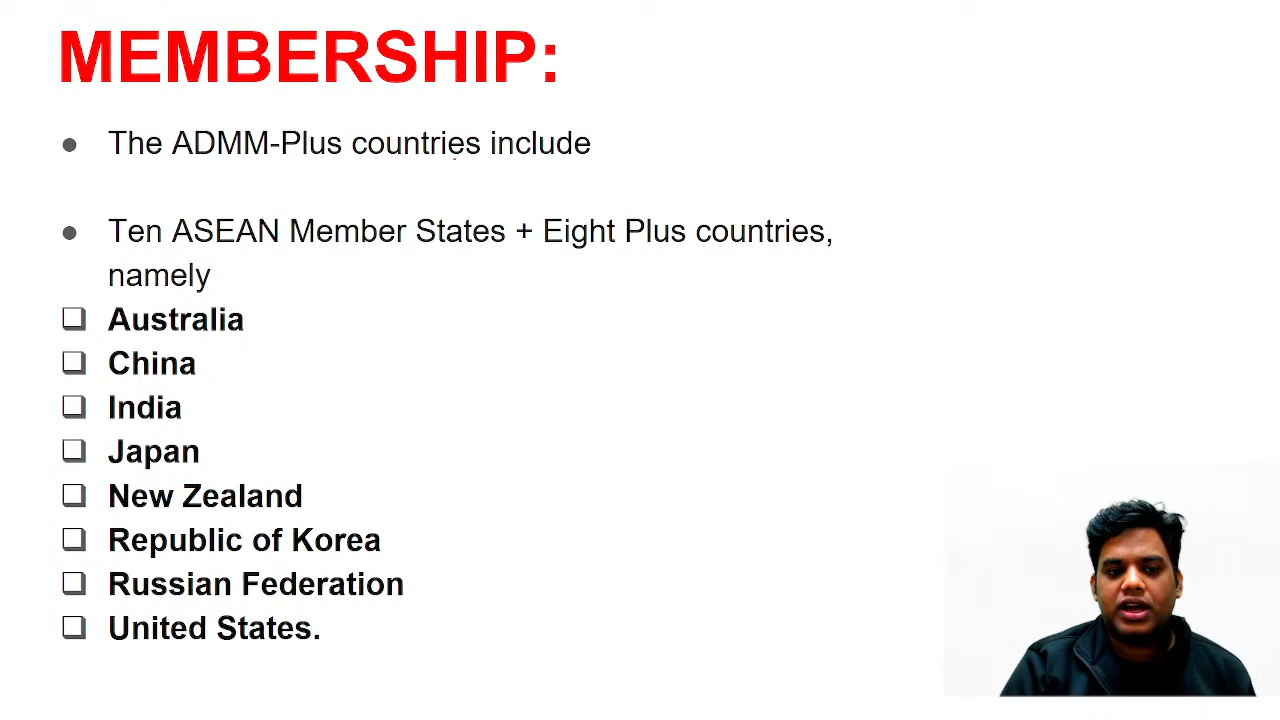 MEMBERSHIP:
● The ADMM-Plus countries include
● Ten ASEAN Member States + Eight Plus countries,
namely
❑ Australia
❑ China
❑ India
❑ Japan
❑ New Zealand
❑ Republic of Korea
❑ Russian Federation
❑ United States.